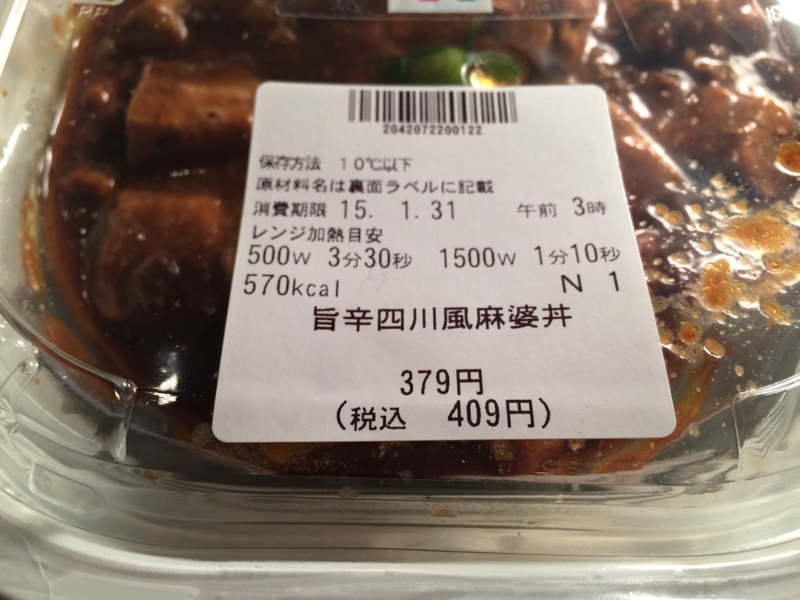 PP
2042072200122
保存方法 10℃以下
原材料名は裏面ラベルに記載
消費期限 15. 1.31 午前 3時
レンジ加熱目安
500W 3分30秒 1500W 1分10秒
570kcal N 1
旨辛四川風麻婆丼
379円
(税込 409円)